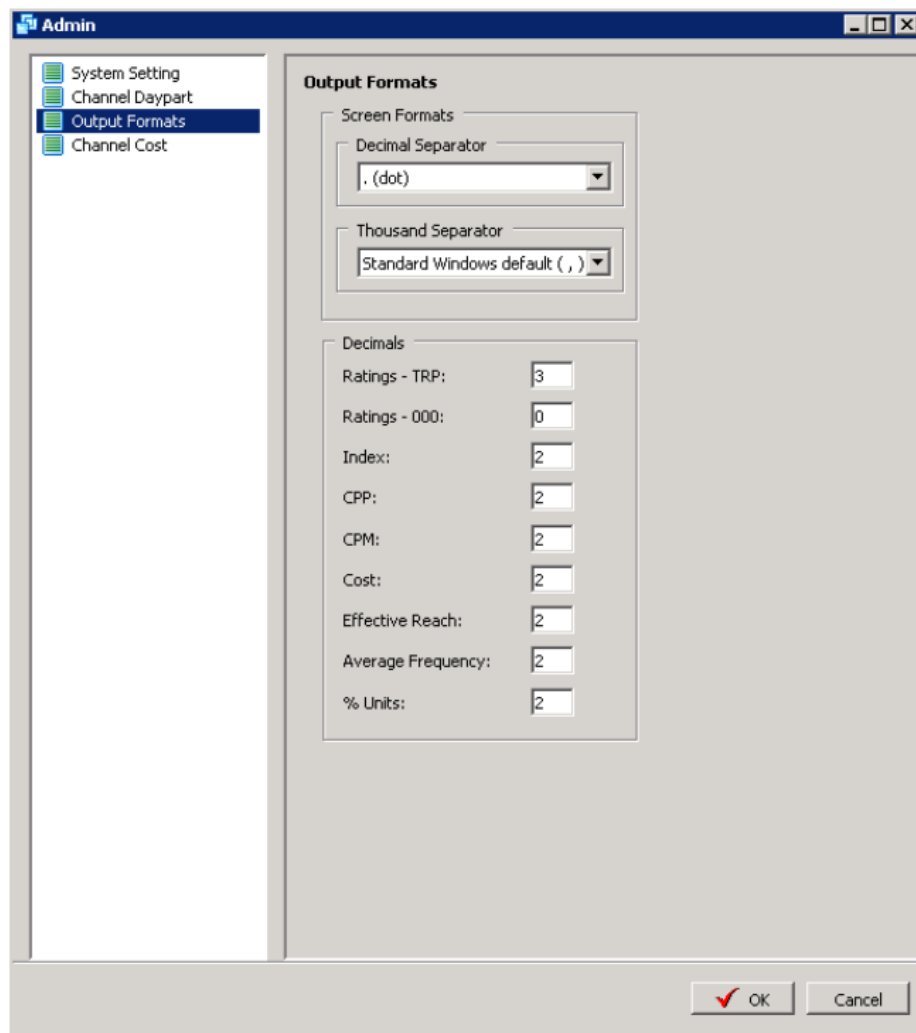 Admin
System Setting
Channel Daypart
Output Formats
Channel Cost
Output Formats
Screen Formats
Decimal Separator
. (dot)
Thousand Separator
Standard Windows default ( , )
Decimals
Ratings - TRP: 3
Ratings - 000: 0
Index: 2
CPP: 2
CPM: 2
Cost: 2
Effective Reach: 2
Average Frequency: 2
% Units: 2
OK Cancel